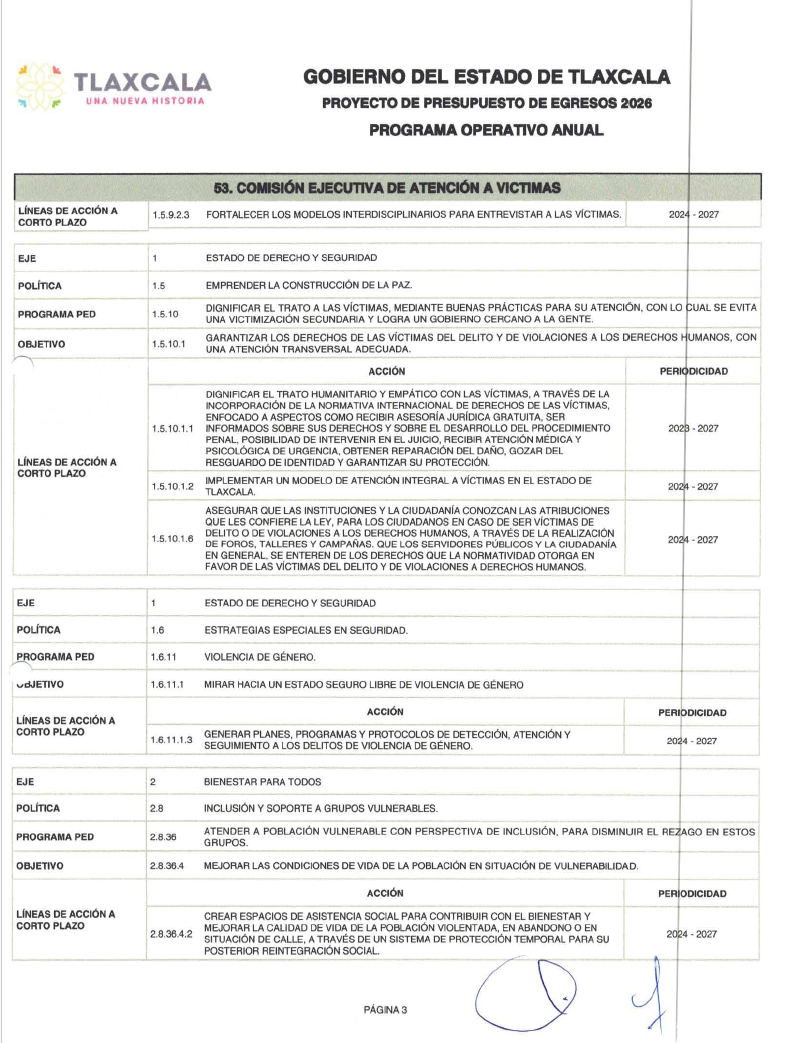 TLAXCALA
UNA NUEVA HISTORIA
GOBIERNO DEL ESTADO DE TLAXCALA
PROYECTO DE PRESUPUESTO DE EGRESOS 2026
PROGRAMA OPERATIVO ANUAL
53. COMISIÓN EJECUTIVA DE ATENCIÓN A VICTIMAS
LÍNEAS DE ACCIÓN A
CORTO PLAZO
1.5.9.2.3 FORTALECER LOS MODELOS INTERDISCIPLINARIOS PARA ENTREVISTAR A LAS VÍCTIMAS. 2024 - 2027
EJE 1 ESTADO DE DERECHO Y SEGURIDAD
POLÍTICA 1.5 EMPRENDER LA CONSTRUCCIÓN DE LA PAZ.
PROGRAMA PED 1.5.10 DIGNIFICAR EL TRATO A LAS VÍCTIMAS, MEDIANTE BUENAS PRÁCTICAS PARA SU ATENCIÓN, CON LO CUAL SE EVITA
UNA VICTIMIZACIÓN SECUNDARIA Y LOGRA UN GOBIERNO CERCANO A LA GENTE.
OBJETIVO 1.5.10.1 GARANTIZAR LOS DERECHOS DE LAS VÍCTIMAS DEL DELITO Y DE VIOLACIONES A LOS DERECHOS HUMANOS, CON
UNA ATENCIÓN TRANSVERSAL ADECUADA.
LÍNEAS DE ACCIÓN A
CORTO PLAZO
ACCIÓN PERIODICIDAD
1.5.10.1.1 DIGNIFICAR EL TRATO HUMANITARIO Y EMPÁTICO CON LAS VÍCTIMAS, A TRAVÉS DE LA
INCORPORACIÓN DE LA NORMATIVA INTERNACIONAL DE DERECHOS DE LAS VÍCTIMAS,
ENFOCADO A ASPECTOS COMO RECIBIR ASESORÍA JURÍDICA GRATUITA, SER
INFORMADOS SOBRE SUS DERECHOS Y SOBRE EL DESARROLLO DEL PROCEDIMIENTO
PENAL, POSIBILIDAD DE INTERVENIR EN EL JUICIO, RECIBIR ATENCIÓN MÉDICA Y
PSICOLÓGICA DE URGENCIA, OBTENER REPARACIÓN DEL DAÑO, GOZAR DEL
RESGUARDO DE IDENTIDAD Y GARANTIZAR SU PROTECCIÓN. 2023 - 2027
1.5.10.1.2 IMPLEMENTAR UN MODELO DE ATENCIÓN INTEGRAL A VÍCTIMAS EN EL ESTADO DE
TLAXCALA. 2024 - 2027
1.5.10.1.6 ASEGURAR QUE LAS INSTITUCIONES Y LA CIUDADANÍA CONOZCAN LAS ATRIBUCIONES
QUE LES CONFIERE LA LEY, PARA LOS CIUDADANOS EN CASO DE SER VÍCTIMAS DE
DELITO O DE VIOLACIONES A LOS DERECHOS HUMANOS, A TRAVÉS DE LA REALIZACIÓN
DE FOROS, TALLERES Y CAMPAÑAS. QUE LOS SERVIDORES PÚBLICOS Y LA CIUDADANÍA
EN GENERAL, SE ENTEREN DE LOS DERECHOS QUE LA NORMATIVIDAD OTORGA EN
FAVOR DE LAS VÍCTIMAS DEL DELITO Y DE VIOLACIONES A DERECHOS HUMANOS. 2024 - 2027
EJE 1 ESTADO DE DERECHO Y SEGURIDAD
POLÍTICA 1.6 ESTRATEGIAS ESPECIALES EN SEGURIDAD.
PROGRAMA PED 1.6.11 VIOLENCIA DE GÉNERO.
OBJETIVO 1.6.11.1 MIRAR HACIA UN ESTADO SEGURO LIBRE DE VIOLENCIA DE GÉNERO
LÍNEAS DE ACCIÓN A
CORTO PLAZO
ACCIÓN PERIODICIDAD
1.6.11.1.3 GENERAR PLANES, PROGRAMAS Y PROTOCOLOS DE DETECCIÓN, ATENCIÓN Y
SEGUIMIENTO A LOS DELITOS DE VIOLENCIA DE GÉNERO. 2024 - 2027
EJE 2 BIENESTAR PARA TODOS
POLÍTICA 2.8 INCLUSIÓN Y SOPORTE A GRUPOS VULNERABLES.
PROGRAMA PED 2.8.36 ATENDER A POBLACIÓN VULNERABLE CON PERSPECTIVA DE INCLUSIÓN, PARA DISMINUIR EL REZAGO EN ESTOS
GRUPOS.
OBJETIVO 2.8.36.4 MEJORAR LAS CONDICIONES DE VIDA DE LA POBLACIÓN EN SITUACIÓN DE VULNERABILIDAD.
LÍNEAS DE ACCIÓN A
CORTO PLAZO
ACCIÓN PERIODICIDAD
2.8.36.4.2 CREAR ESPACIOS DE ASISTENCIA SOCIAL PARA CONTRIBUIR CON EL BIENESTAR Y
MEJORAR LA CALIDAD DE VIDA DE LA POBLACIÓN VIOLENTADA, EN ABANDONO O EN
SITUACIÓN DE CALLE, A TRAVÉS DE UN SISTEMA DE PROTECCIÓN TEMPORAL PARA SU
POSTERIOR REINTEGRACIÓN SOCIAL. 2024 - 2027
PÁGINA 3